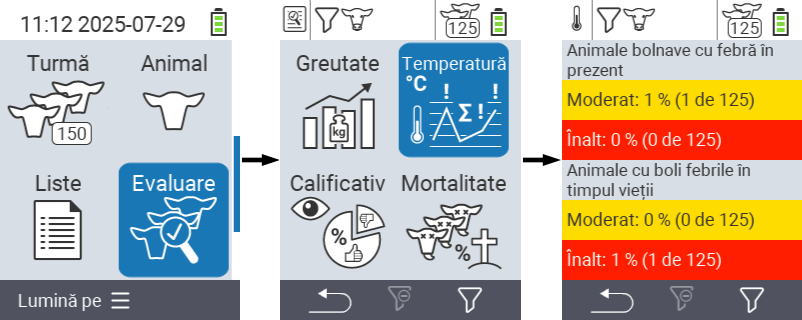 11:12 2025-07-29
Turmă Animal
150
Liste Evaluare
Lumină pe
125
Greutate Temperatură
°C ! !
Σ!
kg
Calificativ Mortalitate
% %
125
Animale bolnave cu febră în
prezent
Moderat: 1 % (1 de 125)
Înalt: 0 % (0 de 125)
Animale cu boli febrile în
timpul vieții
Moderat: 0 % (0 de 125)
Înalt: 1 % (1 de 125)